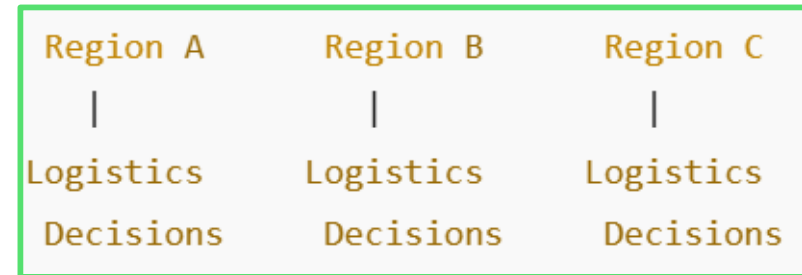 Region A Region B Region C
| | |
Logistics Logistics Logistics
Decisions Decisions Decisions